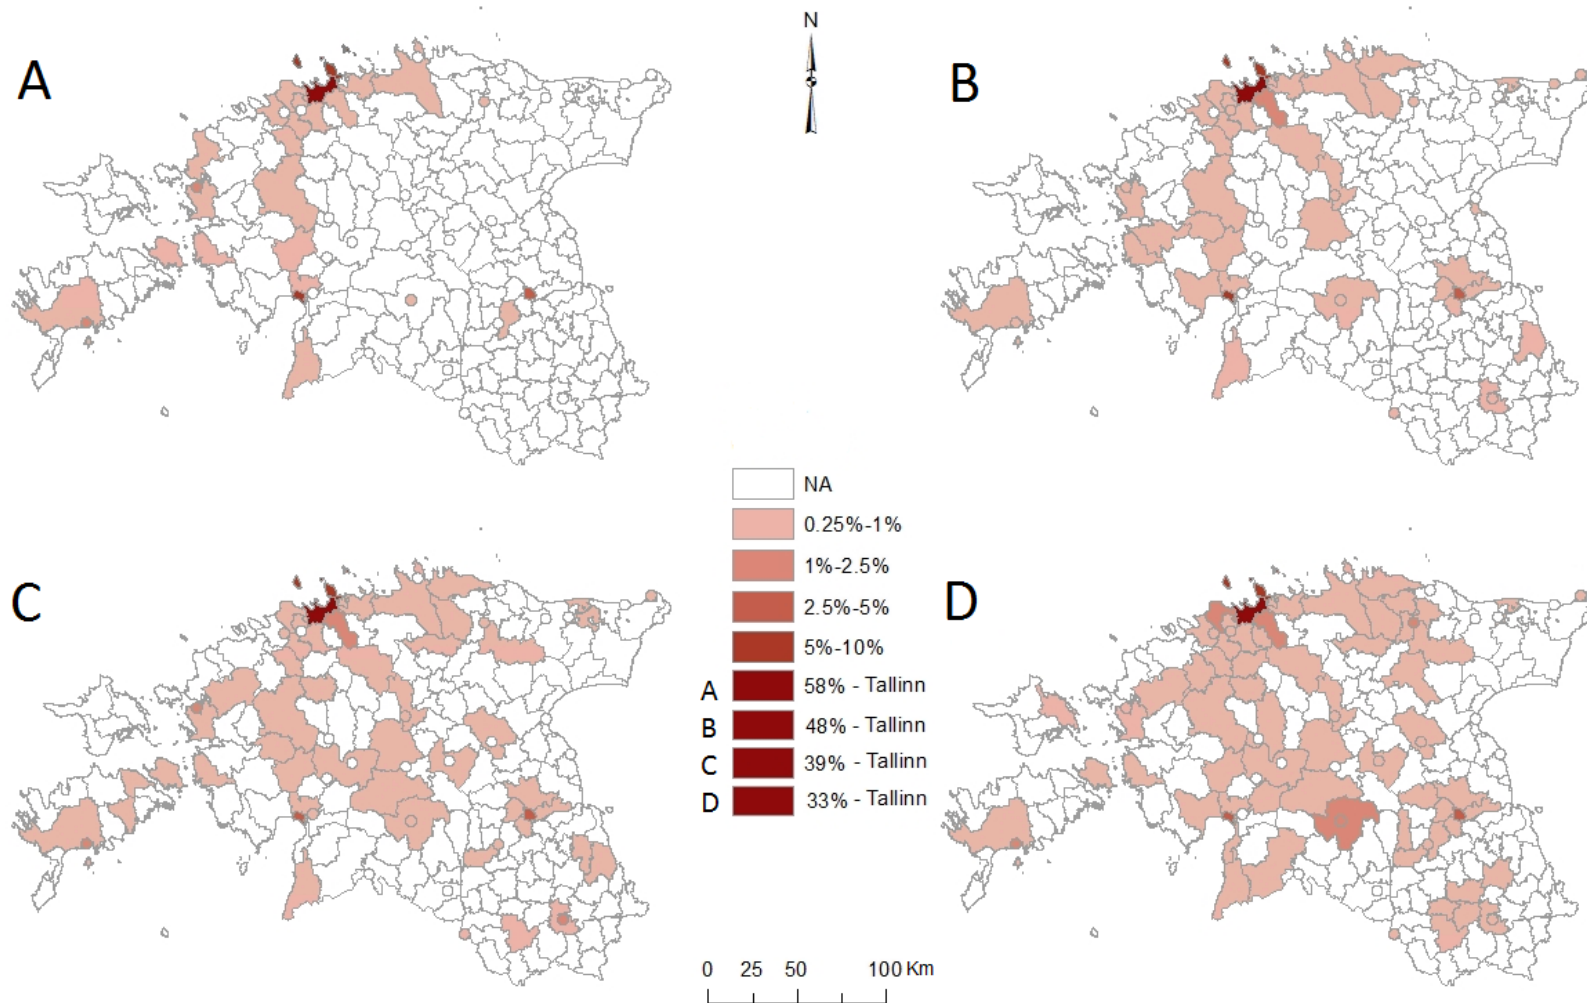 N
A
B
NA
0.25%-1%
1%-2.5%
2.5%-5%
5%-10%
A 58% - Tallinn
B 48% - Tallinn
C 39% - Tallinn
D 33% - Tallinn
C
D
0 25 50 100 Km